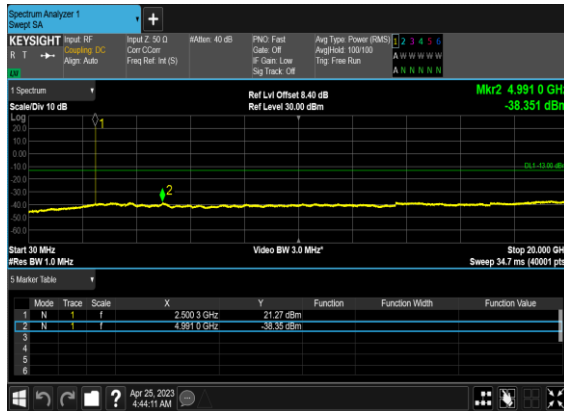 Spectrum Analyzer 1
Swept SA
KEYSIGHT Input: RF Input Z: 50 Ω #Atten: 40 dB PNO: Fast Avg Type: Power (RMS) 1 2 3 4 5 6
R T Coupling: DC Corr CCorr Gate: Off Avg|Hold: 100/100 A W W W W W
Align: Auto Freq Ref: Int (S) IF Gain: Low Trig: Free Run
Sig Track: Off A N N N N N
1 Spectrum Ref Lvl Offset 8.40 dB Mkr2 4.991 0 GH
Scale/Div 10 dB Ref Level 30.00 dBm -38.351 dBn
Log
20.0
10.0
0.00
-10.0
-20.0
-30.0
-40.0
-50.0
-60.0
1
2
DL1 -13.00 dB
Start 30 MHz Video BW 3.0 MHz* Stop 20.000 GH
#Res BW 1.0 MHz Sweep 34.7 ms (40001 pts
5 Marker Table
Mode Trace Scale X Y Function Function Width Function Value
1 N 1 f 2.500 3 GHz 21.27 dBm
2 N 1 f 4.991 0 GHz -38.35 dBm
3
4
5
6
? Apr 25, 2023
4:44:11 AM